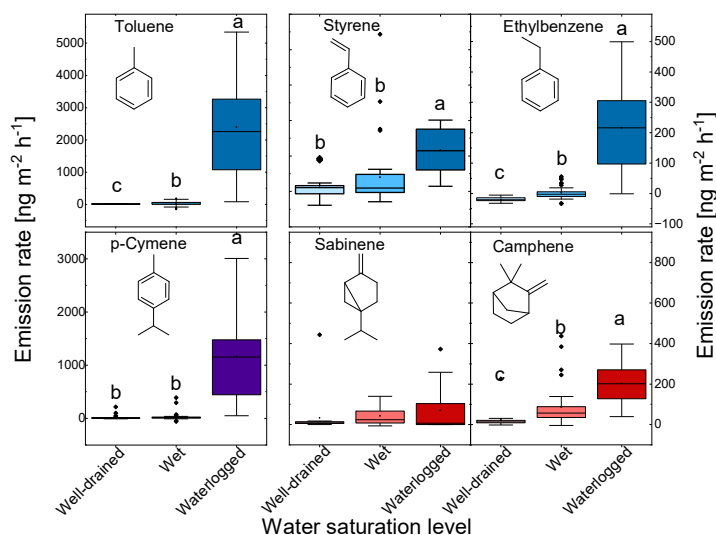 Toluene
Styrene
Ethylbenzene
Emission rate [ng m-2 h-1]
5000
4000
3000
2000
1000
0
c
b
a
b
b
a
c
b
a
500
400
300
200
100
0
−100
Emission rate [ng m-2 h-1]
p-Cymene
Sabinene
Camphene
3000
2000
1000
0
b
b
a
c
b
a
800
600
400
200
0
Well-drained
Wet
Waterlogged
Well-drained
Wet
Waterlogged
Well-drained
Wet
Waterlogged
Water saturation level